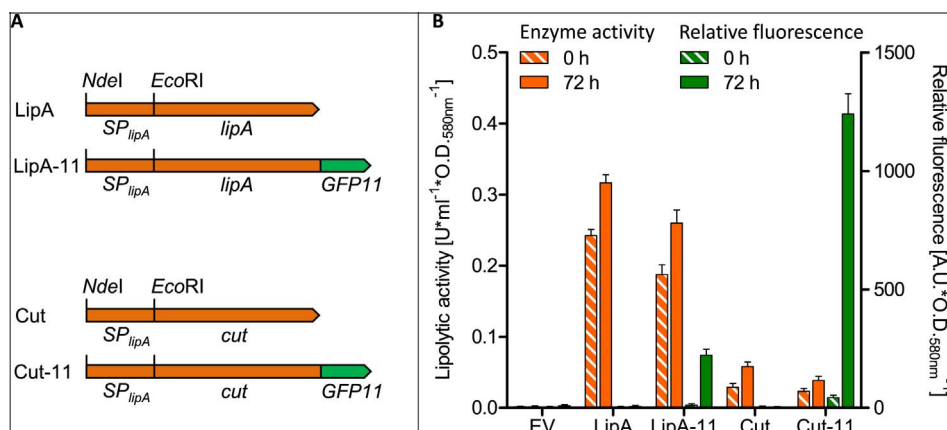 A
NdeI EcoRI
LipA
SPlipA lipA
LipA-11
SPlipA lipA GFP11
NdeI EcoRI
Cut
SPlipA cut
Cut-11
SPlipA cut GFP11
B
Enzyme activity Relative fluorescence
0 h 0 h
72 h 72 h
Lipolytic activity [U*ml⁻¹*O.D.₅₈₀ₙₘ⁻¹]
0.5
0.4
0.3
0.2
0.1
0.0
1500
1000
500
0
Relative fluorescence [A.U.*O.D.₅₈₀ₙₘ⁻¹]
EV LipA LipA-11 Cut Cut-11